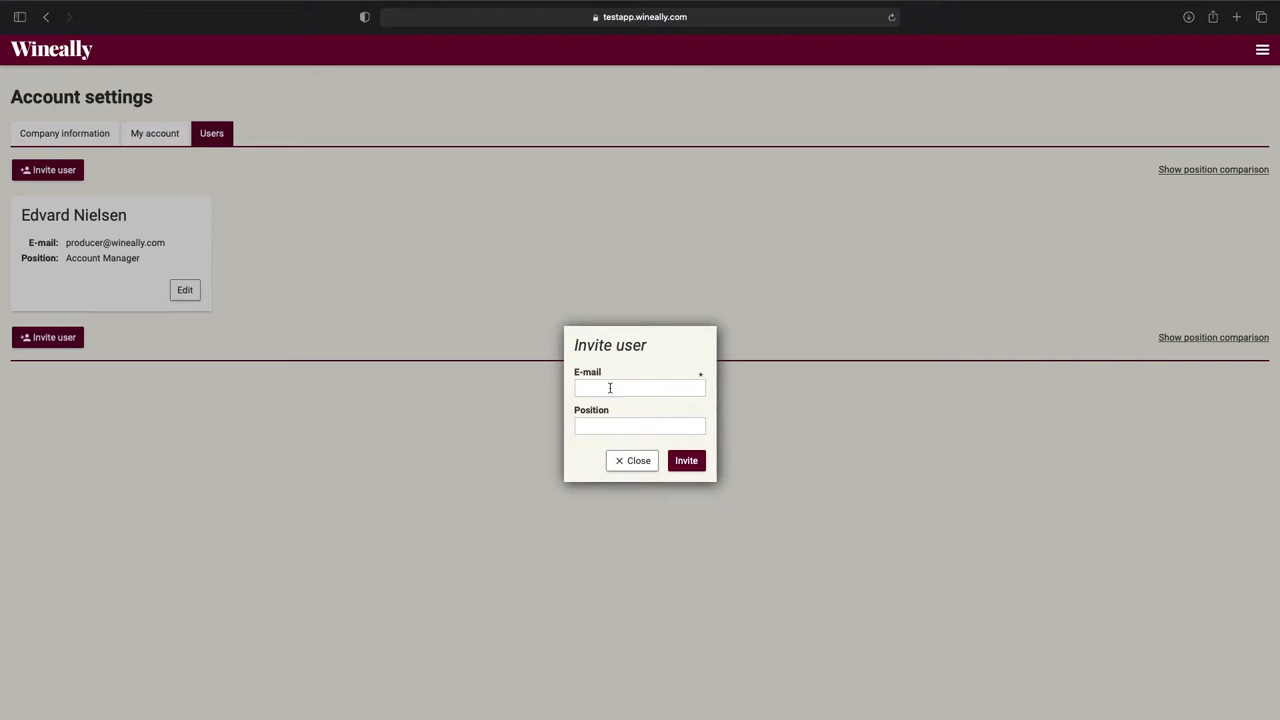 testapp.wineally.com
Wineally
Account settings
Company information
My account
Users
Invite user
Show position comparison
Edvard Nielsen
E-mail: producer@wineally.com
Position: Account Manager
Edit
Invite user
Show position comparison
Invite user
E-mail *
Position
× Close
Invite